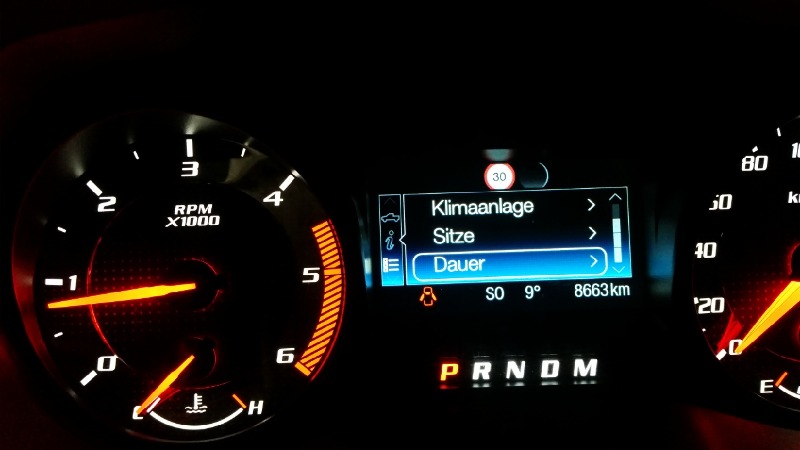 3
2
4
RPM
X1000
1
5
0
6
C
H
30
Klimaanlage
Sitze
Dauer
SO 9° 8663km
P R N D M
80
40
20
0
E